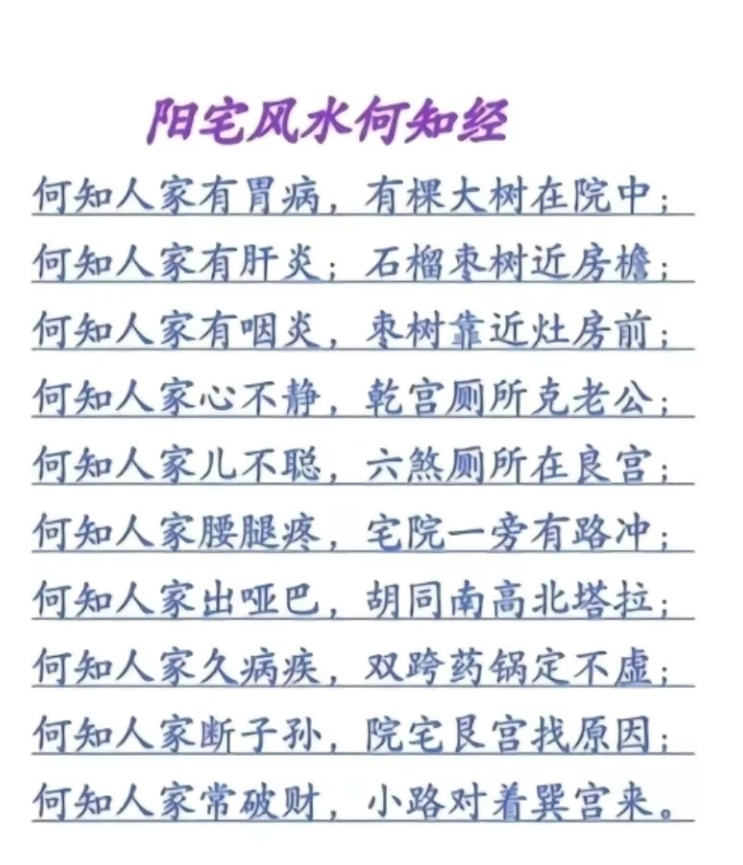 阳宅风水何知经
何知人家有胃病，有棵大树在院中；
何知人家有肝炎；石榴枣树近房檐；
何知人家有咽炎，枣树靠近灶房前；
何知人家心不静，乾宫厕所克老公；
何知人家儿不聪，六煞厕所在良宫；
何知人家腰腿疼，宅院一旁有路冲；
何知人家出哑巴，胡同南高北塔拉；
何知人家久病疾，双跨药锅定不虚；
何知人家断子孙，院宅艮宫找原因；
何知人家常破财，小路对着巽宫来。